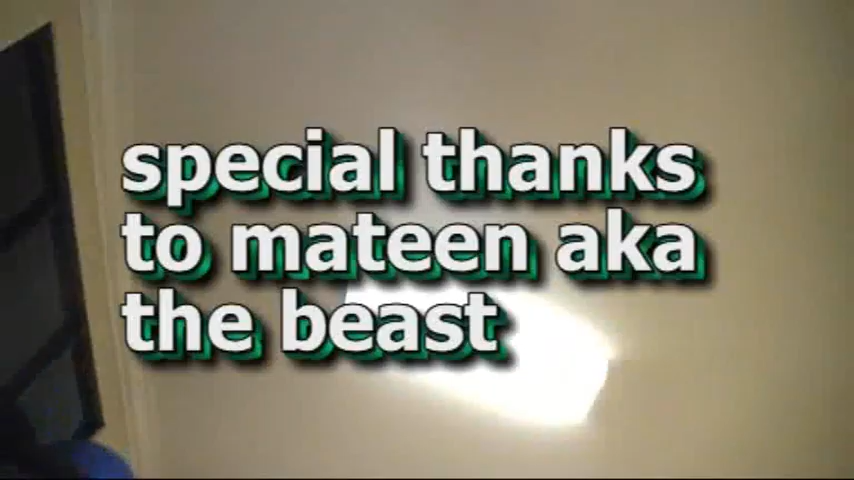 special thanks
to mateen aka
the beast